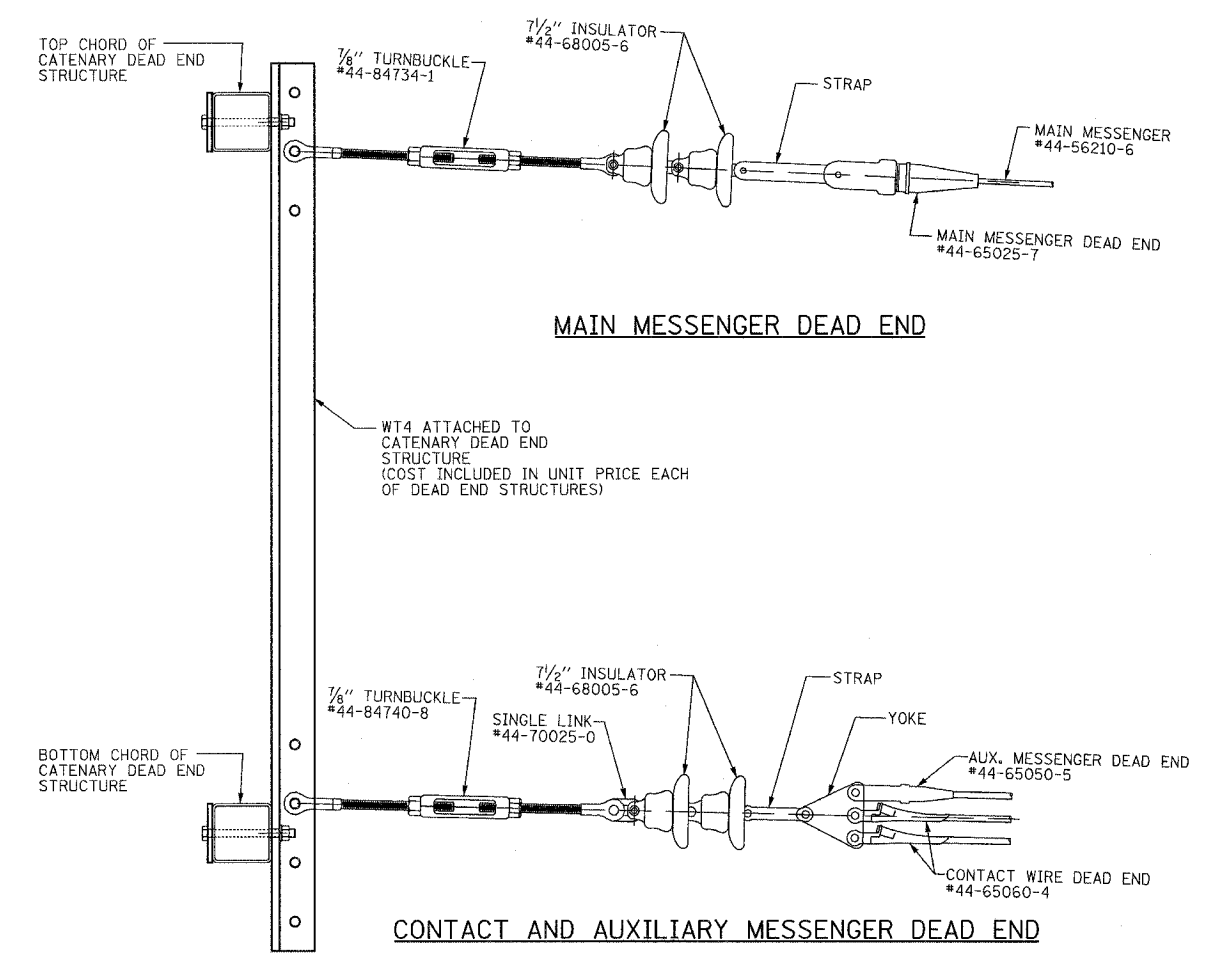 TOP CHORD OF
CATENARY DEAD END
STRUCTURE
7/8" TURNBUCKLE
#44-84734-1
7 1/2" INSULATOR
#44-68005-6
STRAP
MAIN MESSENGER
#44-56210-6
MAIN MESSENGER DEAD END
#44-65025-7
MAIN MESSENGER DEAD END
WT4 ATTACHED TO
CATENARY DEAD END
STRUCTURE
(COST INCLUDED IN UNIT PRICE EACH
OF DEAD END STRUCTURES)
BOTTOM CHORD OF
CATENARY DEAD END
STRUCTURE
7/8" TURNBUCKLE
#44-84740-8
SINGLE LINK
#44-70025-0
7 1/2" INSULATOR
#44-68005-6
STRAP
YOKE
AUX. MESSENGER DEAD END
#44-65050-5
CONTACT WIRE DEAD END
#44-65060-4
CONTACT AND AUXILIARY MESSENGER DEAD END